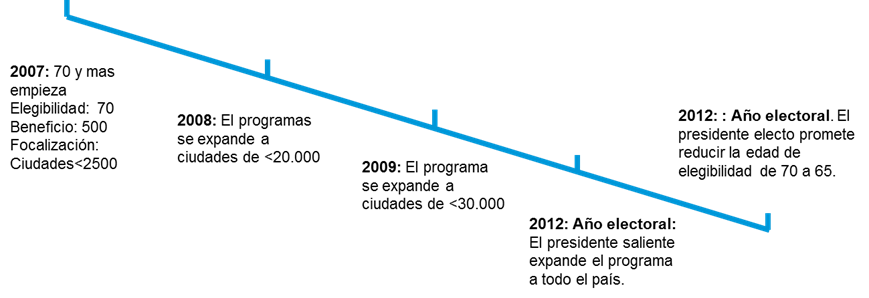 2007: 70 y mas
empieza
Elegibilidad: 70
Beneficio: 500
Focalización:
Ciudades<2500
2008: El programas
se expande a
ciudades de <20.000
2009: El programa
se expande a
ciudades de <30.000
2012: Año electoral:
El presidente saliente
expande el programa
a todo el país.
2012: : Año electoral. El
presidente electo promete
reducir la edad de
elegibilidad de 70 a 65.